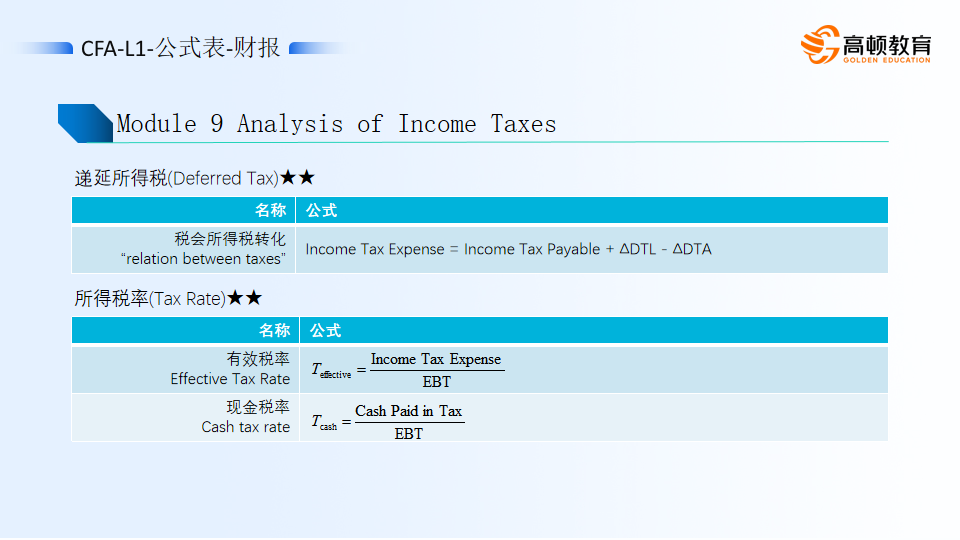 CFA-L1-公式表-财报
高顿教育
GOLDEN EDUCATION
Module 9 Analysis of Income Taxes
递延所得税(Deferred Tax)★★
名称 公式
税会所得税转化
“relation between taxes”
Income Tax Expense = Income Tax Payable + ΔDTL - ΔDTA
所得税率(Tax Rate)★★
名称 公式
有效税率
Effective Tax Rate
T_effective = Income Tax Expense / EBT
现金税率
Cash tax rate
T_cash = Cash Paid in Tax / EBT